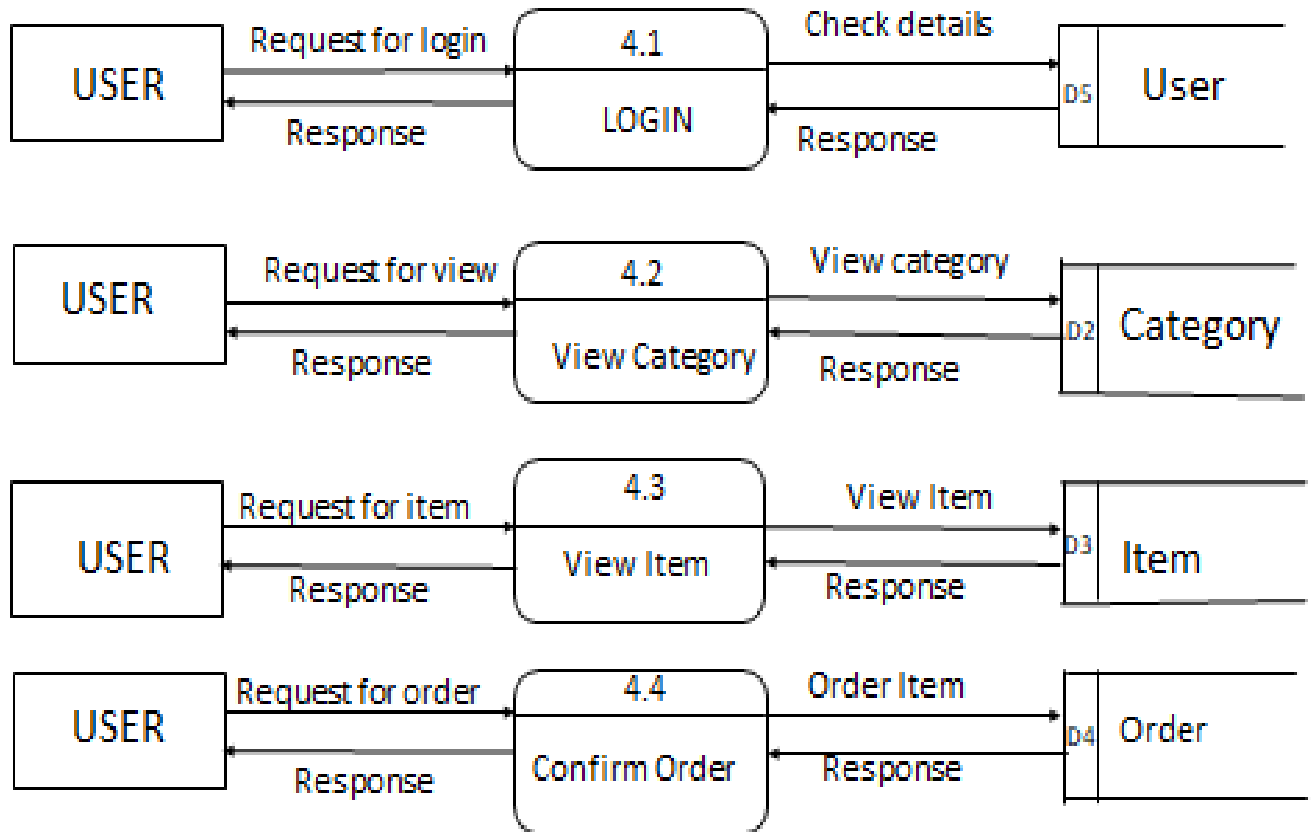 Request for login
4.1
Check details
USER
LOGIN
D5
User
Response
Response
Request for view
4.2
View category
USER
View Category
D2
Category
Response
Response
Request for item
4.3
View Item
USER
View Item
D3
Item
Response
Response
Request for order
4.4
Order Item
USER
Confirm Order
D4
Order
Response
Response